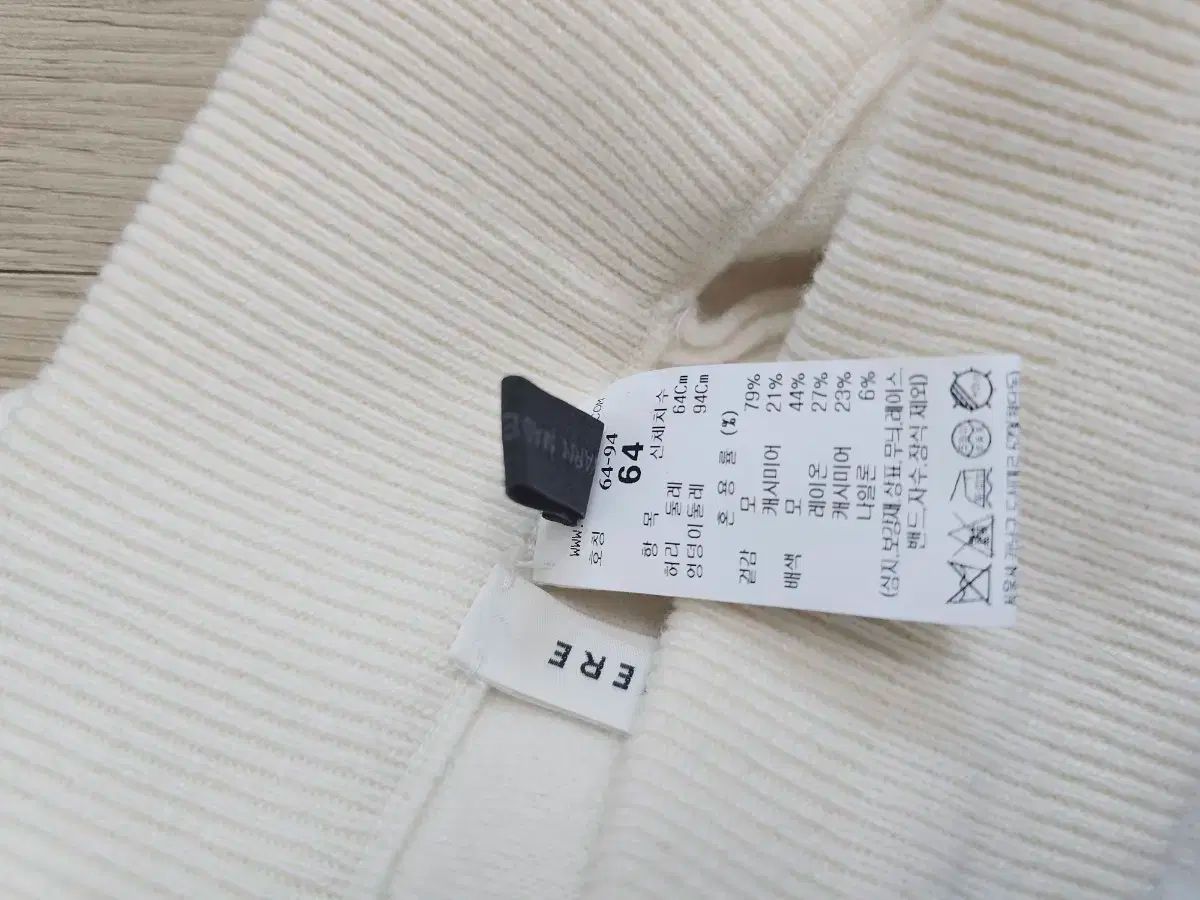 WWW. COM
호칭 64-94
64
항 목 신체치수
허리 둘레 64Cm
엉덩이둘레 94Cm
혼 용 률 (%)
겉감 모 79%
캐시미어 21%
배색 모 44%
레이온 27%
캐시미어 23%
나일론 6%
(심지,보강재,상표,무늬,레이스
밴드,자수,장식 제외)
ERE